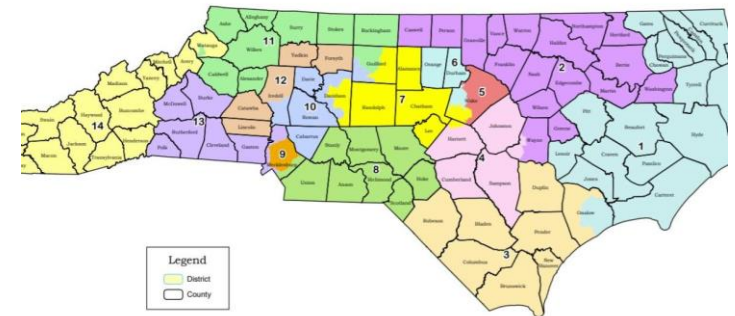 Ashe
Alleghany
Surry
Stokes
Rockingham
Caswell
Person
Granville
Vance
Warren
Northampton
Hertford
Gates
Currituck
Watauga
Wilkes
11
Halifax
Mitchell
Avery
Yadkin
Forsyth
Guilford
Alamance
Orange
6
Durham
Franklin
2
Bertie
Chowan
Perquimans
Madison
Yancey
Caldwell
Alexander
12
Davie
Nash
Edgecombe
Martin
Washington
Tyrrell
Iredell
Davidson
5
Wake
Burke
McDowell
Catawba
10
Rowan
7
Randolph
Chatham
Wilson
Haywood
Buncombe
Swain
14
13
Rutherford
Lincoln
Cabarrus
Lee
Johnston
Greene
Pitt
Beaufort
Hyde
Jackson
Henderson
Macon
Transylvania
Polk
Cleveland
Gaston
9
Mecklenburg
Stanly
Montgomery
Moore
Harnett
4
Wayne
Lenoir
Craven
1
Pamlico
8
Union
Anson
Richmond
Hoke
Cumberland
Sampson
Duplin
Jones
Carteret
Scotland
Onslow
Robeson
Bladen
Pender
Columbus
3
New
Hanover
Brunswick
Legend
District
County